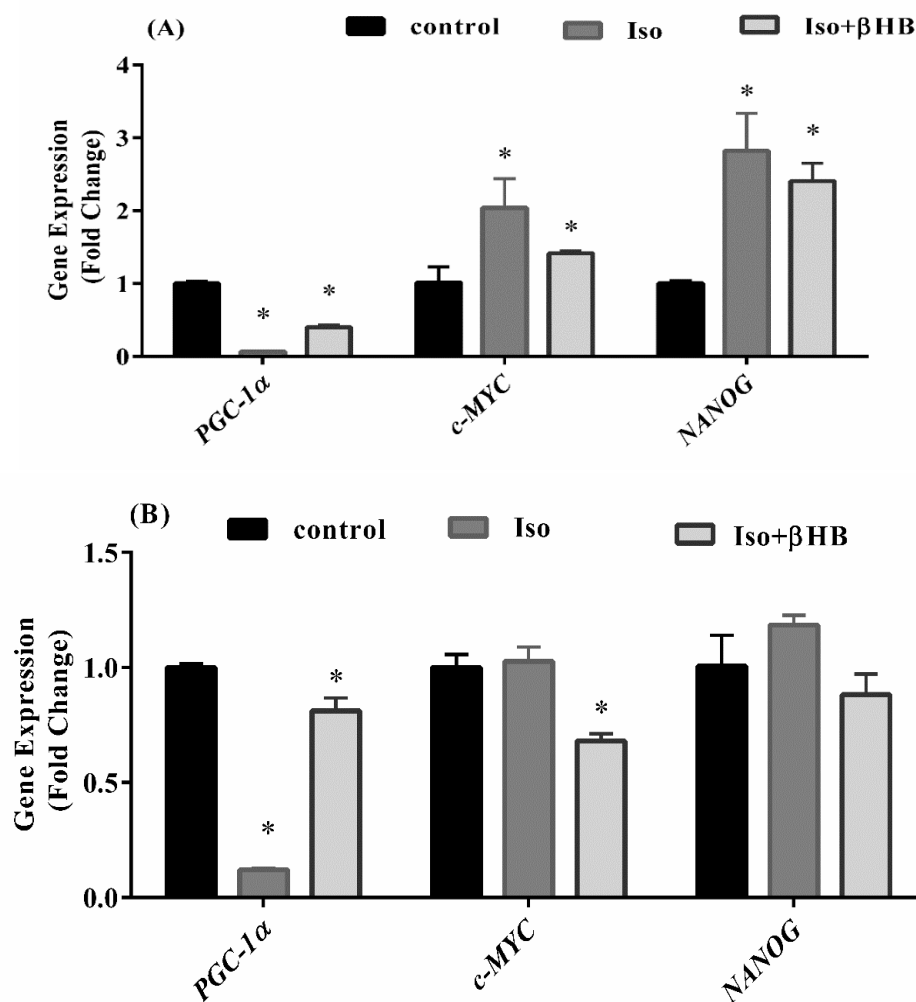 (A) control Iso Iso+βHB
Gene Expression
(Fold Change)
4
3
2
1
0
* * * * * *
PGC-1α c-MYC NANOG
(B) control Iso Iso+βHB
Gene Expression
(Fold Change)
1.5
1.0
0.5
0.0
* * *
PGC-1α c-MYC NANOG